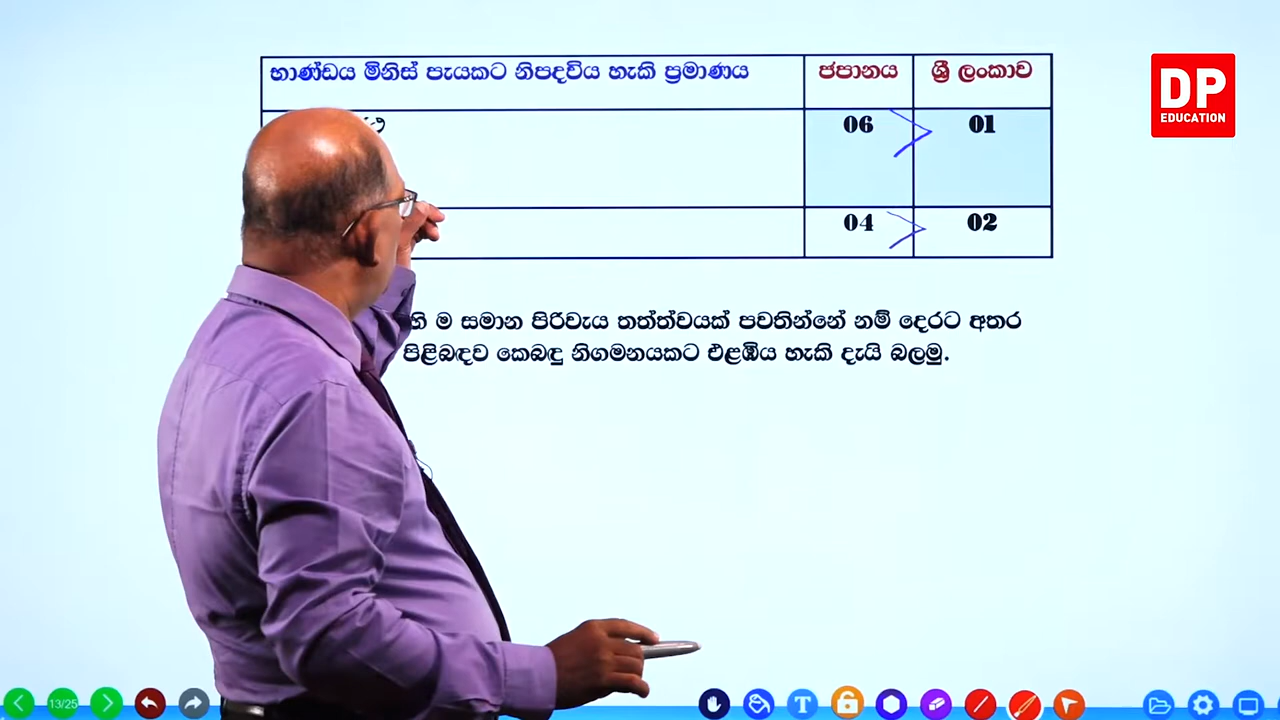 භාණ්ඩය මිනිස් පැයකට නිපදවිය හැකි ප්‍රමාණය ජපානය ශ්‍රී ලංකාව
06 01
04 02
ම සමාන පිරිවැය තත්ත්වයක් පවතින්නේ නම් දෙරට අතර
පිළිබඳව කෙබඳු නිගමනයකට එළඹිය හැකි දැයි බලමු.
DP
EDUCATION
13/25